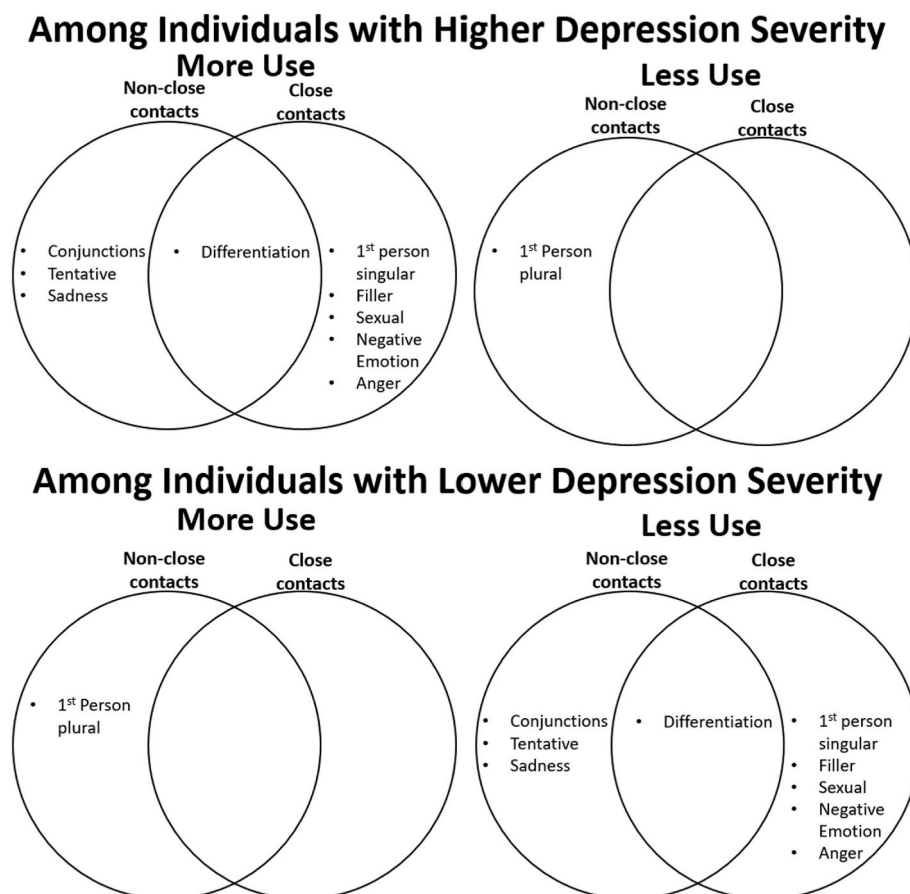 Among Individuals with Higher Depression Severity
More Use
Non-close
contacts
Close
contacts
• Conjunctions
• Tentative
• Sadness
• Differentiation
• 1st person
singular
• Filler
• Sexual
• Negative
Emotion
• Anger
Less Use
Non-close
contacts
Close
contacts
• 1st Person
plural
Among Individuals with Lower Depression Severity
More Use
Non-close
contacts
Close
contacts
• 1st Person
plural
Less Use
Non-close
contacts
Close
contacts
• Conjunctions
• Tentative
• Sadness
• Differentiation
• 1st person
singular
• Filler
• Sexual
• Negative
Emotion
• Anger